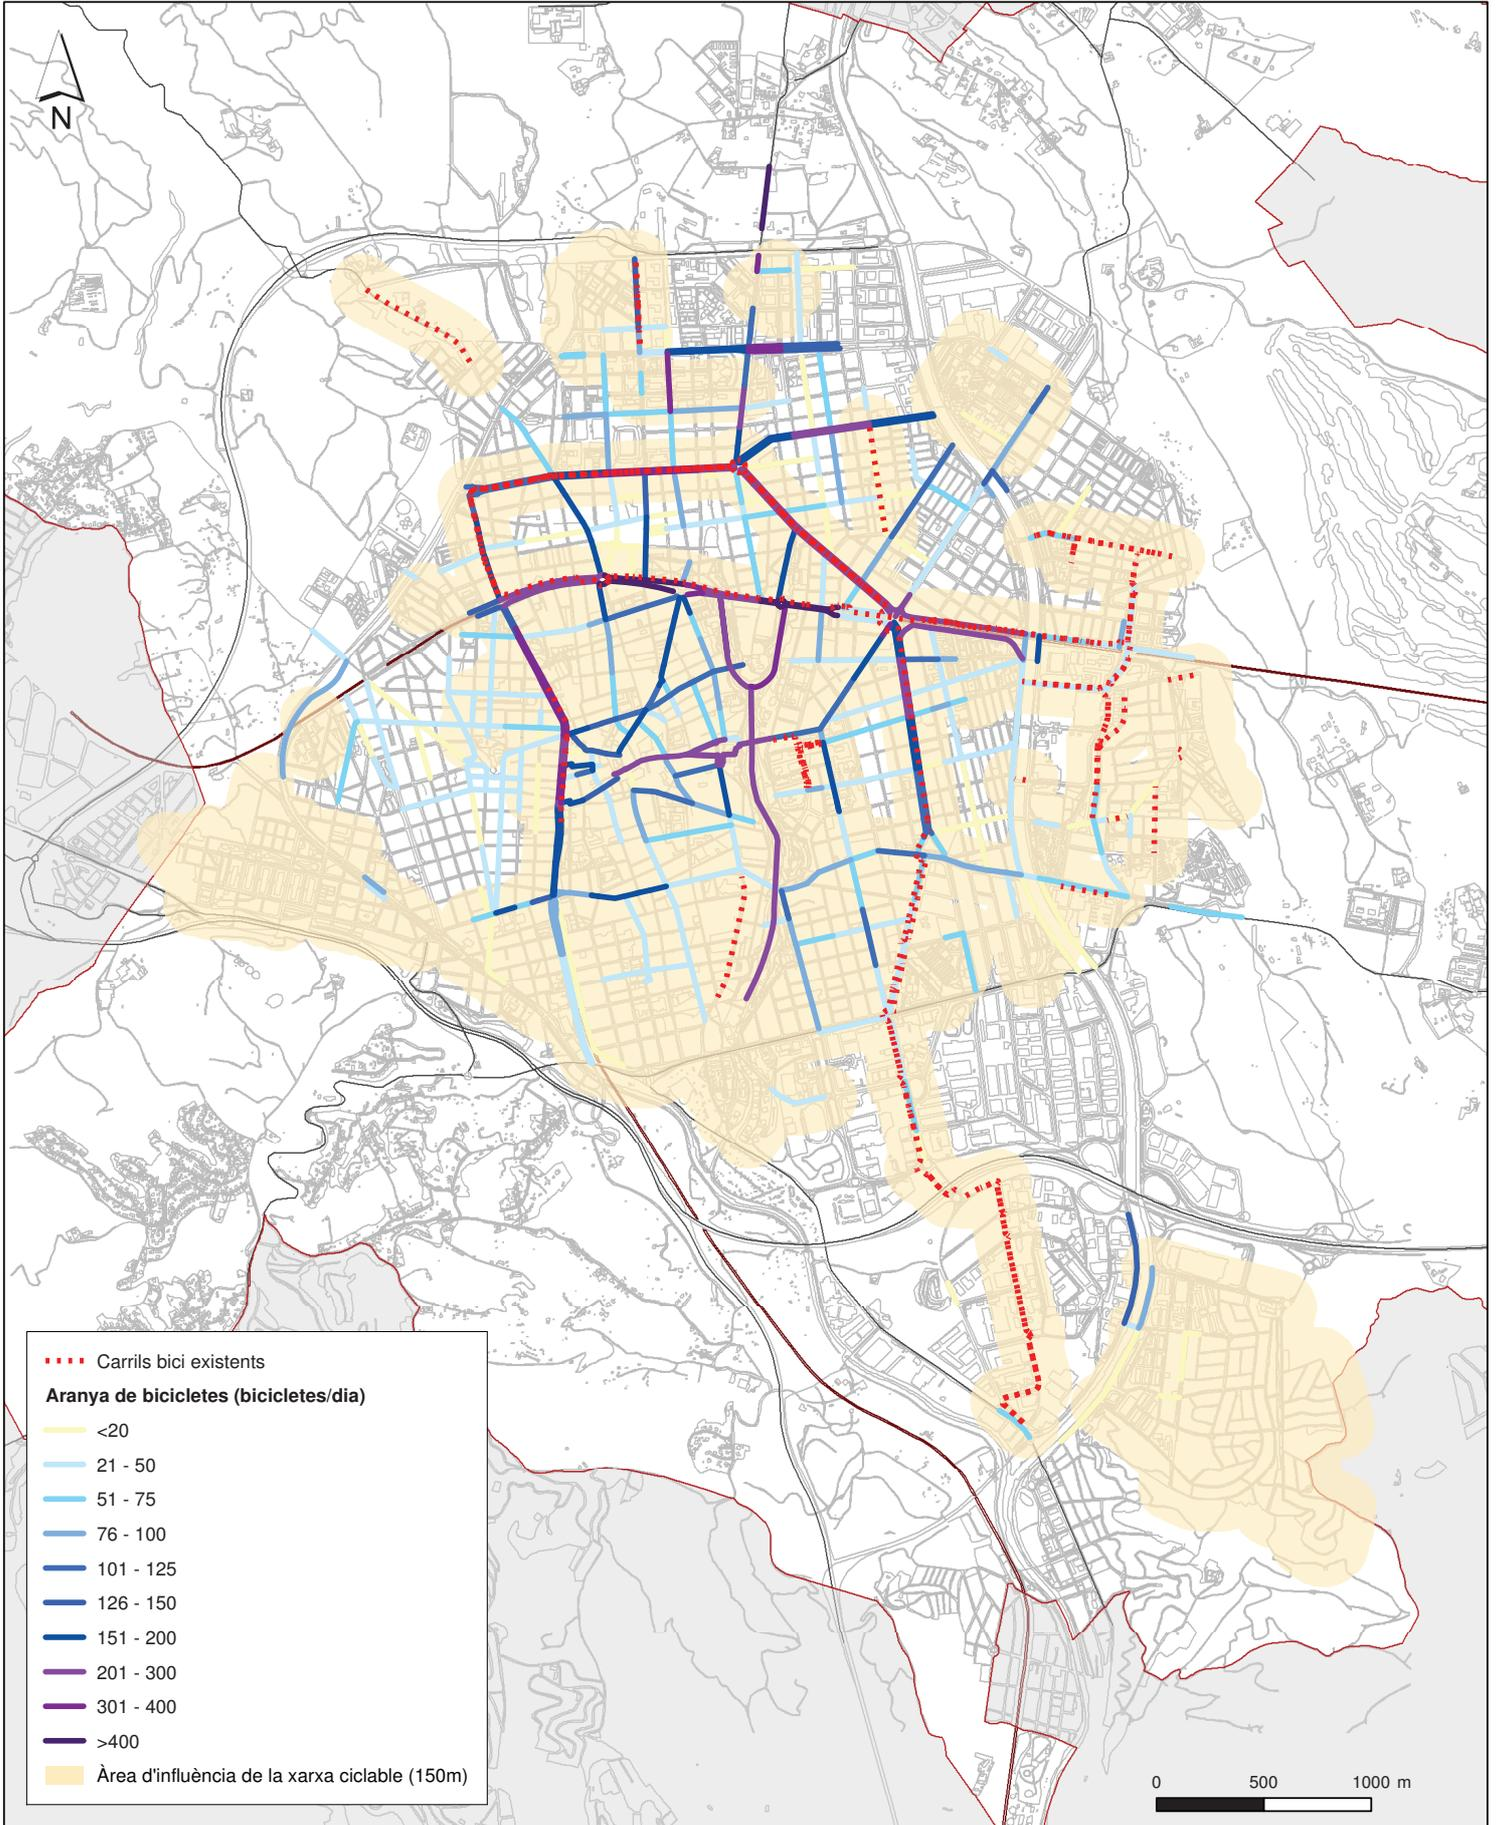 N
Carrils bici existents
Aranya de bicicletes (bicicletes/dia)
<20
21 - 50
51 - 75
76 - 100
101 - 125
126 - 150
151 - 200
201 - 300
301 - 400
>400
Àrea d'influència de la xarxa ciclable (150m)
0 500 1000 m